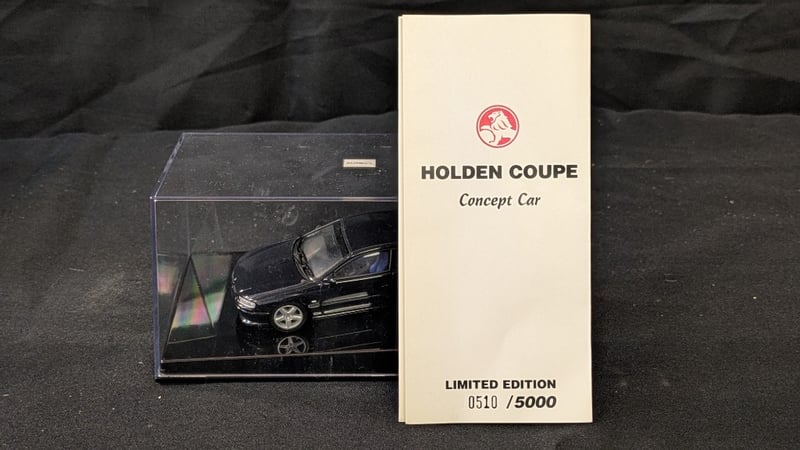 HOLDEN COUPE
Concept Car
LIMITED EDITION
0510 /5000